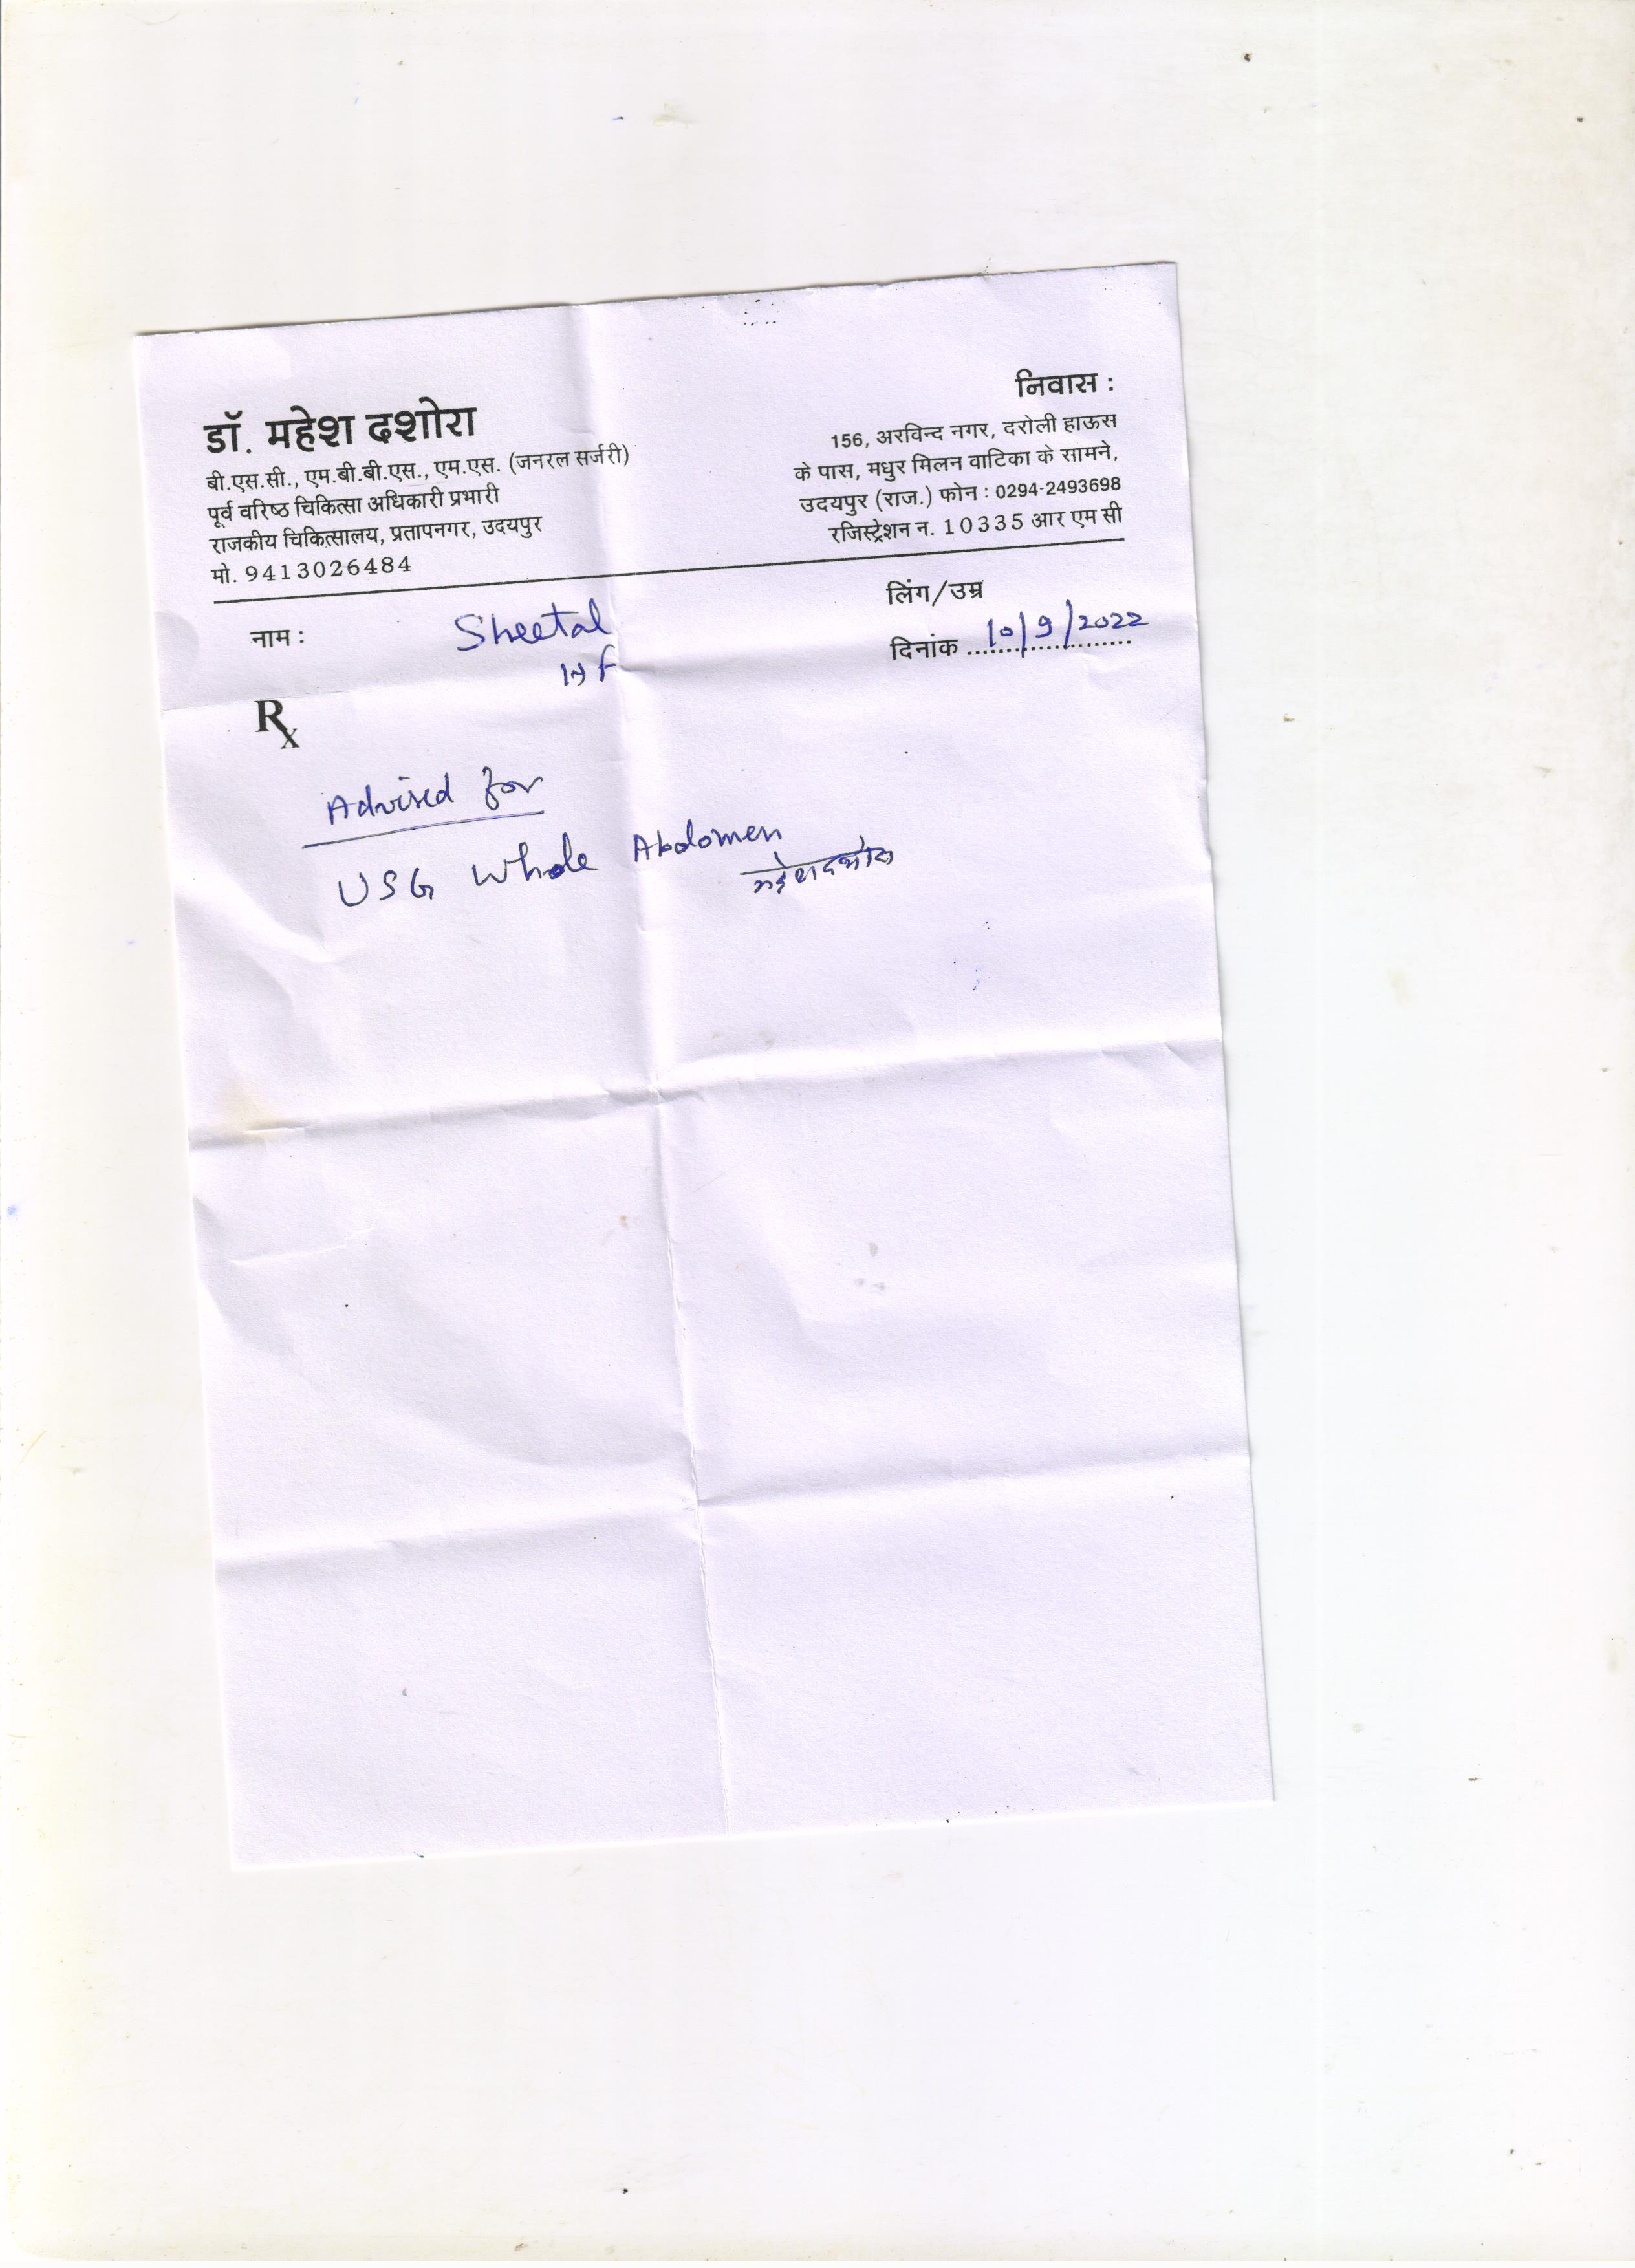 डॉ. महेश दशोरा
बी.एस.सी., एम.बी.बी.एस., एम.एस. (जनरल सर्जरी)
पूर्व वरिष्ठ चिकित्सा अधिकारी प्रभारी
राजकीय चिकित्सालय, प्रतापनगर, उदयपुर
मो. 9413026484
निवास :
156, अरविन्द नगर, दरोली हाऊस
के पास, मधुर मिलन वाटिका के सामने,
उदयपुर (राज.) फोन : 0294-2493698
रजिस्ट्रेशन न. 10335 आर एम सी
नाम : Sheetal
लिंग/उम्र
दिनांक 10/9/2022
Rx
Advised for
USG Whole Abdomen
महेश दशोरा